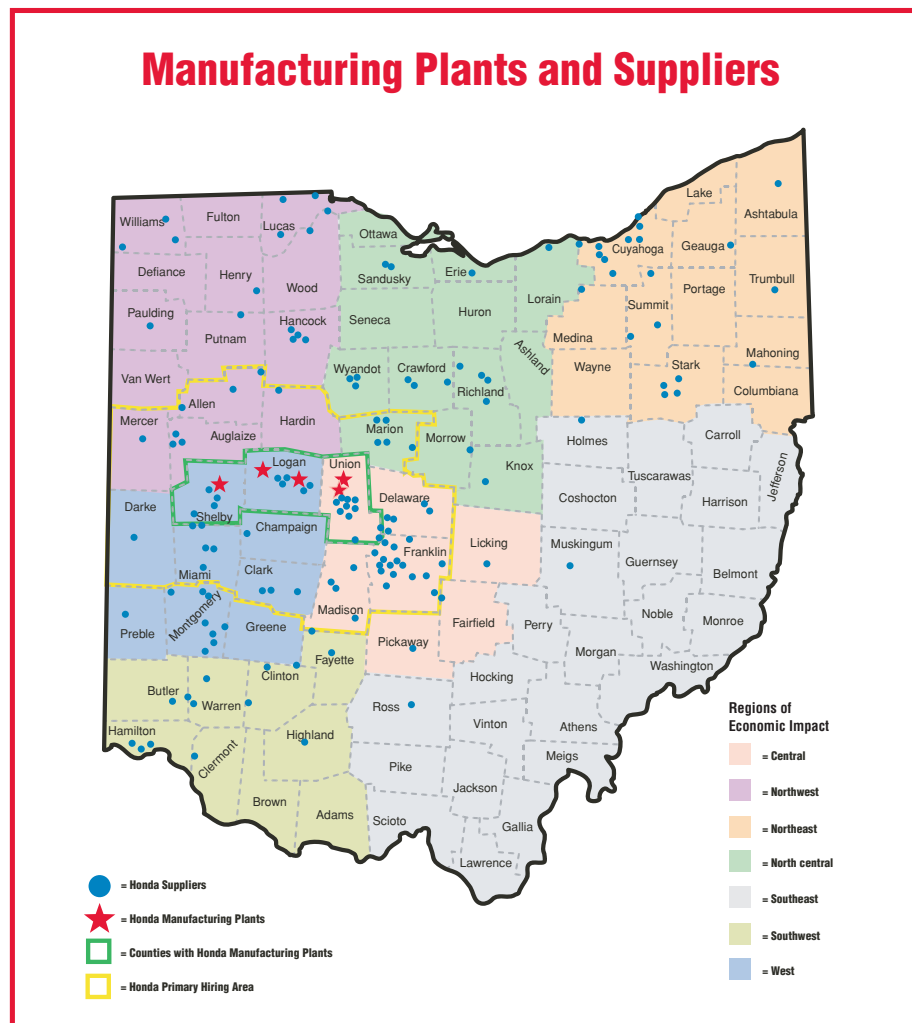 Manufacturing Plants and Suppliers
Lake
Ashtabula
Williams
Fulton
Lucas
Ottawa
Cuyahoga
Geauga
Defiance
Henry
Wood
Sandusky
Erie
Trumbull
Lorain
Portage
Summit
Paulding
Putnam
Hancock
Seneca
Huron
Medina
Ashland
Mahoning
Van Wert
Wyandot
Crawford
Richland
Wayne
Stark
Columbiana
Allen
Mercer
Hardin
Marion
Auglaize
Morrow
Holmes
Carroll
Jefferson
Logan
Union
Knox
Tuscarawas
Darke
Shelby
Champaign
Delaware
Coshocton
Harrison
Licking
Muskingum
Franklin
Guernsey
Belmont
Miami
Clark
Montgomery
Madison
Preble
Greene
Fairfield
Perry
Noble
Monroe
Pickaway
Morgan
Washington
Fayette
Clinton
Hocking
Butler
Warren
Ross
Vinton
Athens
Hamilton
Highland
Clermont
Meigs
Pike
Jackson
Brown
Adams
Scioto
Gallia
Lawrence
Regions of
Economic Impact
= Central
= Northwest
= Northeast
= North central
= Southeast
= Southwest
= West
= Honda Suppliers
= Honda Manufacturing Plants
= Counties with Honda Manufacturing Plants
= Honda Primary Hiring Area